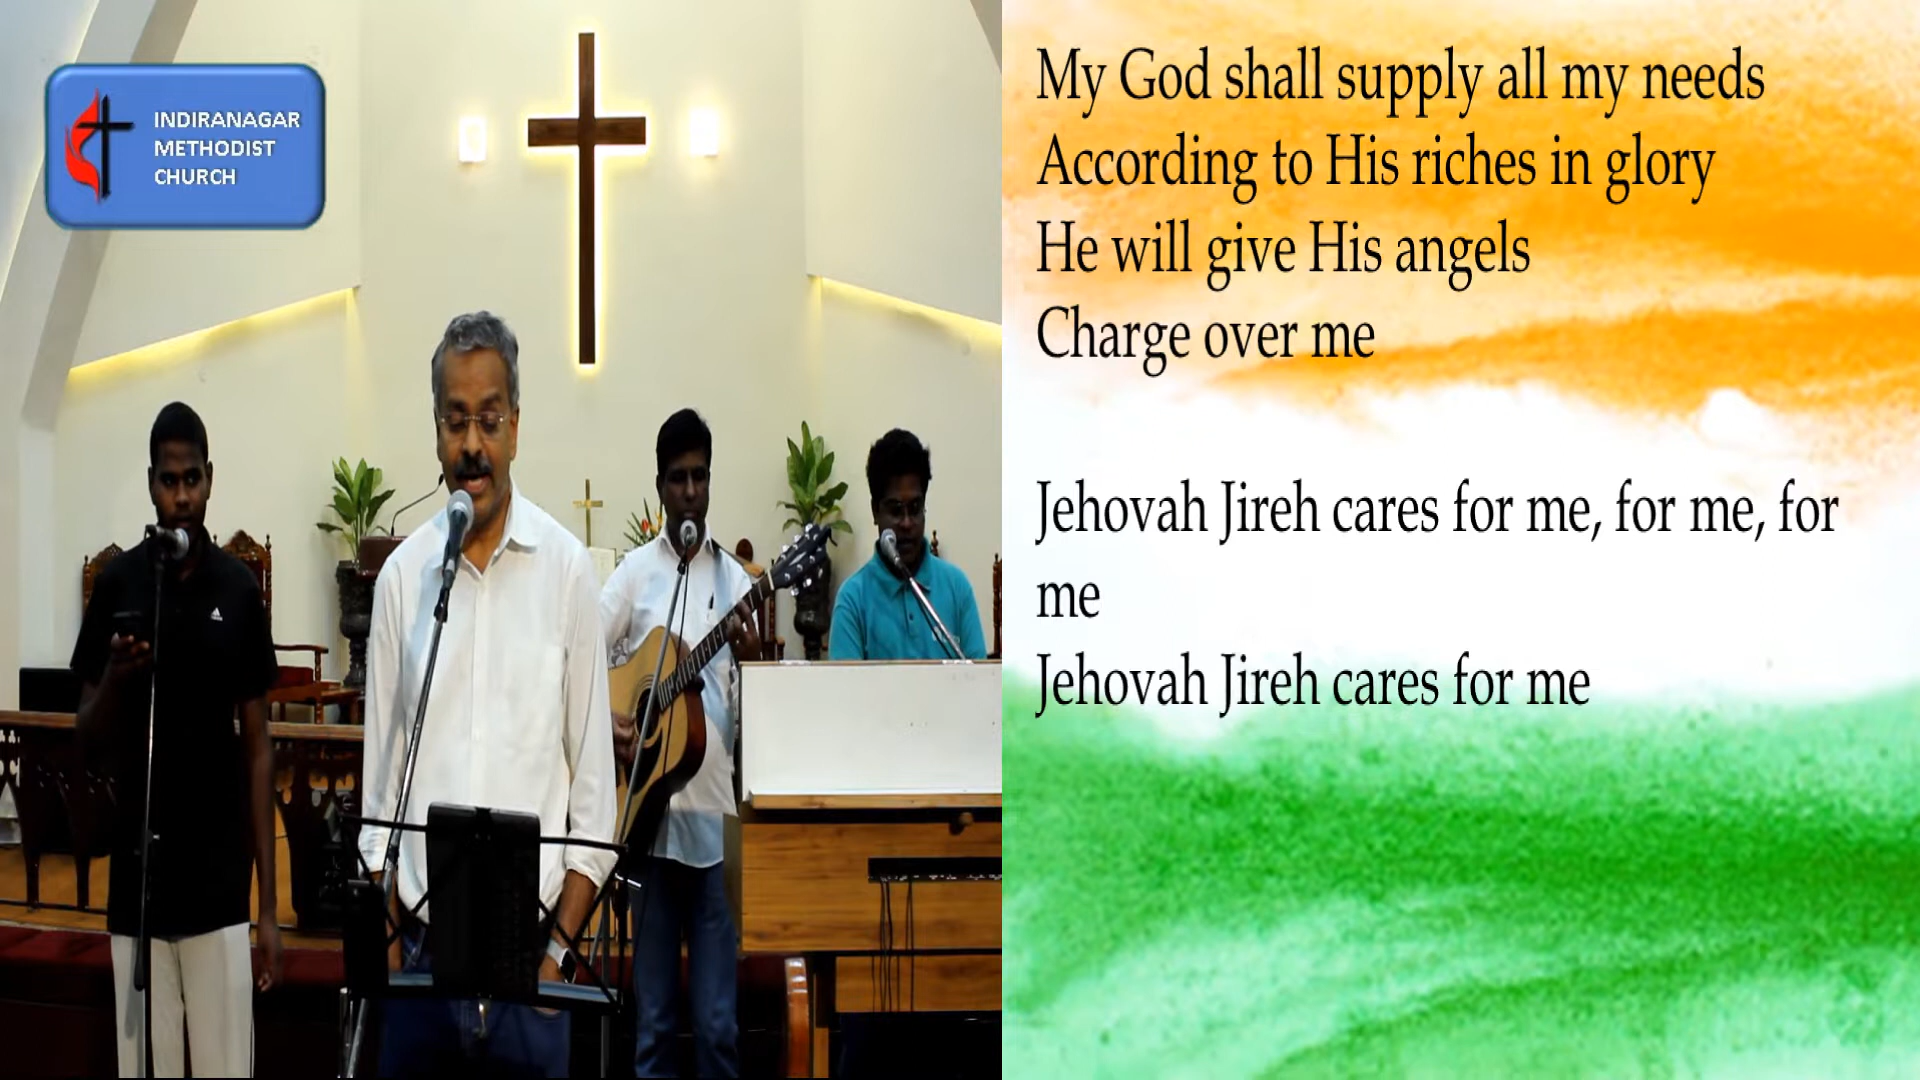 INDIRANAGAR
METHODIST
CHURCH
My God shall supply all my needs
According to His riches in glory
He will give His angels
Charge over me
Jehovah Jireh cares for me, for me, for
me
Jehovah Jireh cares for me